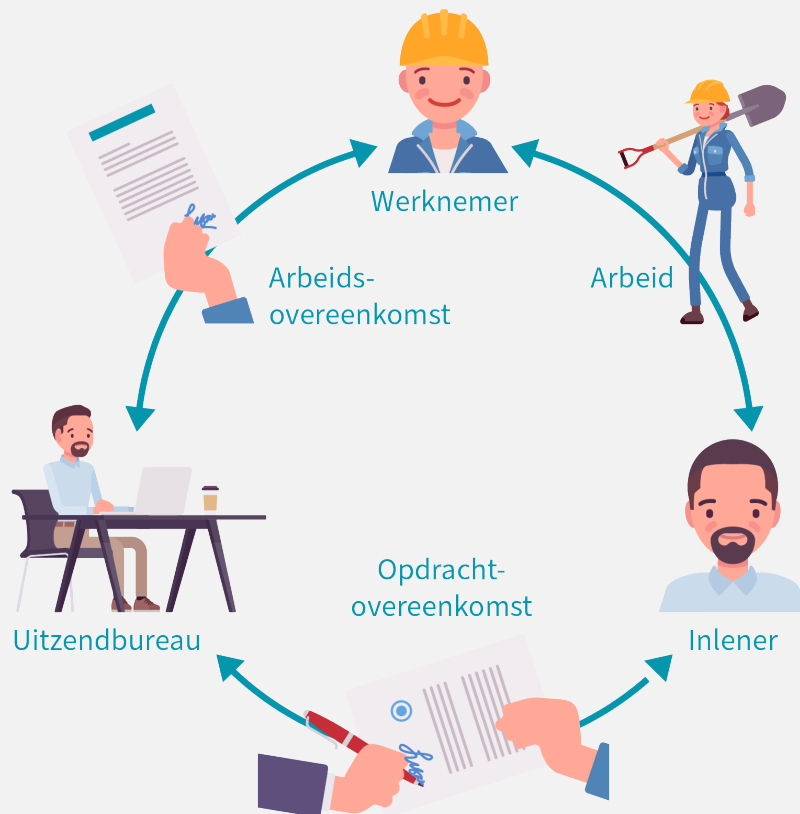 Werknemer
Arbeids-
overeenkomst
Arbeid
Opdracht-
overeenkomst
Uitzendbureau
Inlener